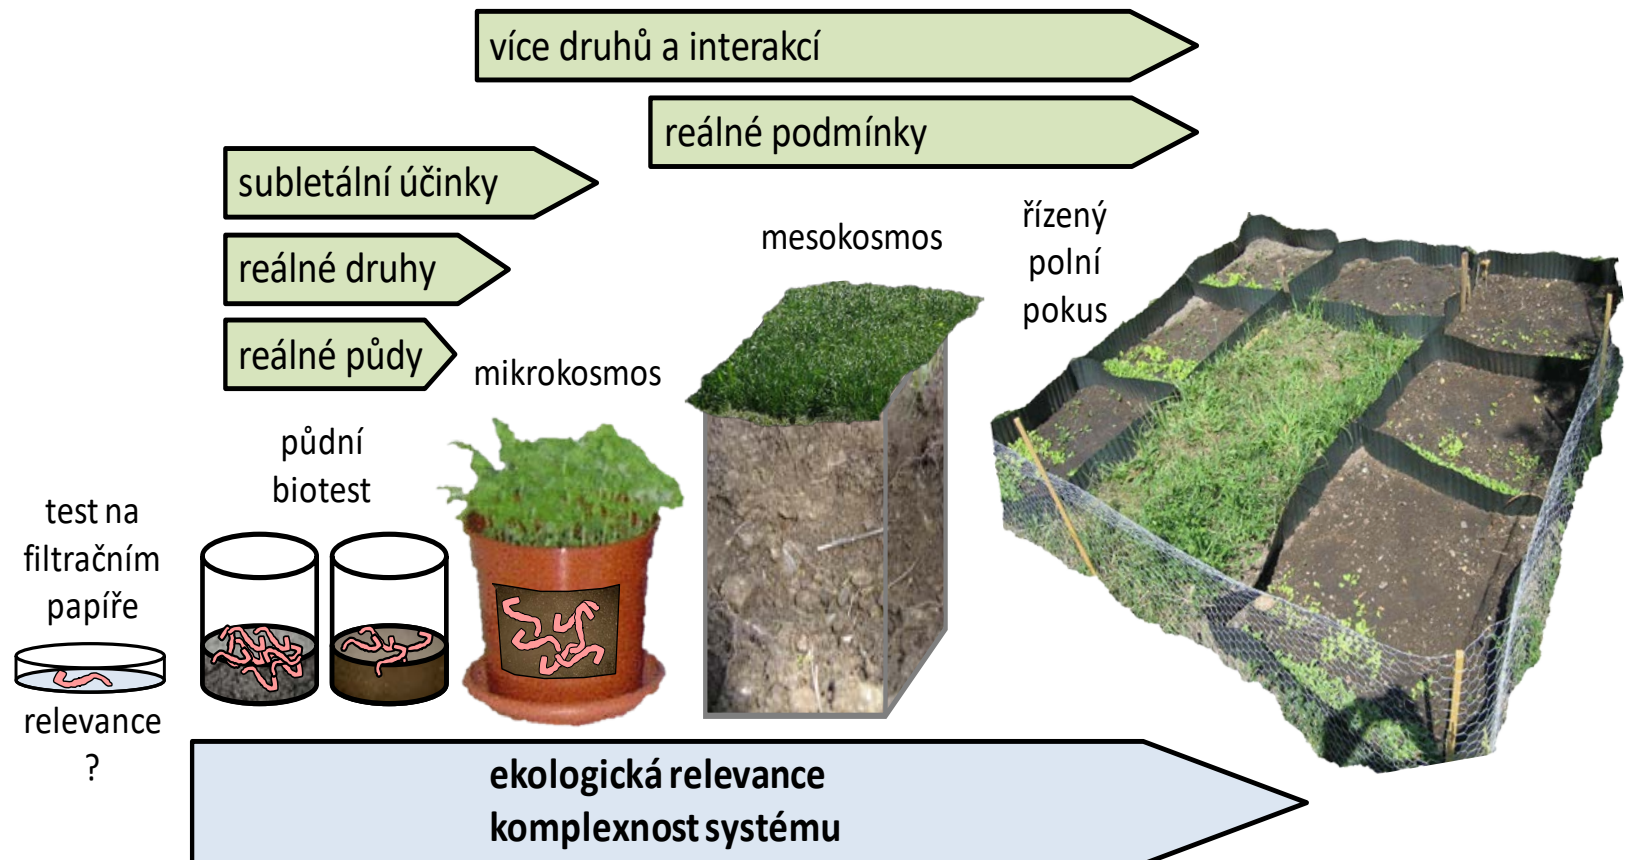 více druhů a interakcí
reálné podmínky
subletální účinky
reálné druhy
reálné půdy
mikrokosmos
mesokosmos
řízený
polní
pokus
půdní
biotest
test na
filtračním
papíře
relevance
?
ekologická relevance
komplexnost systému